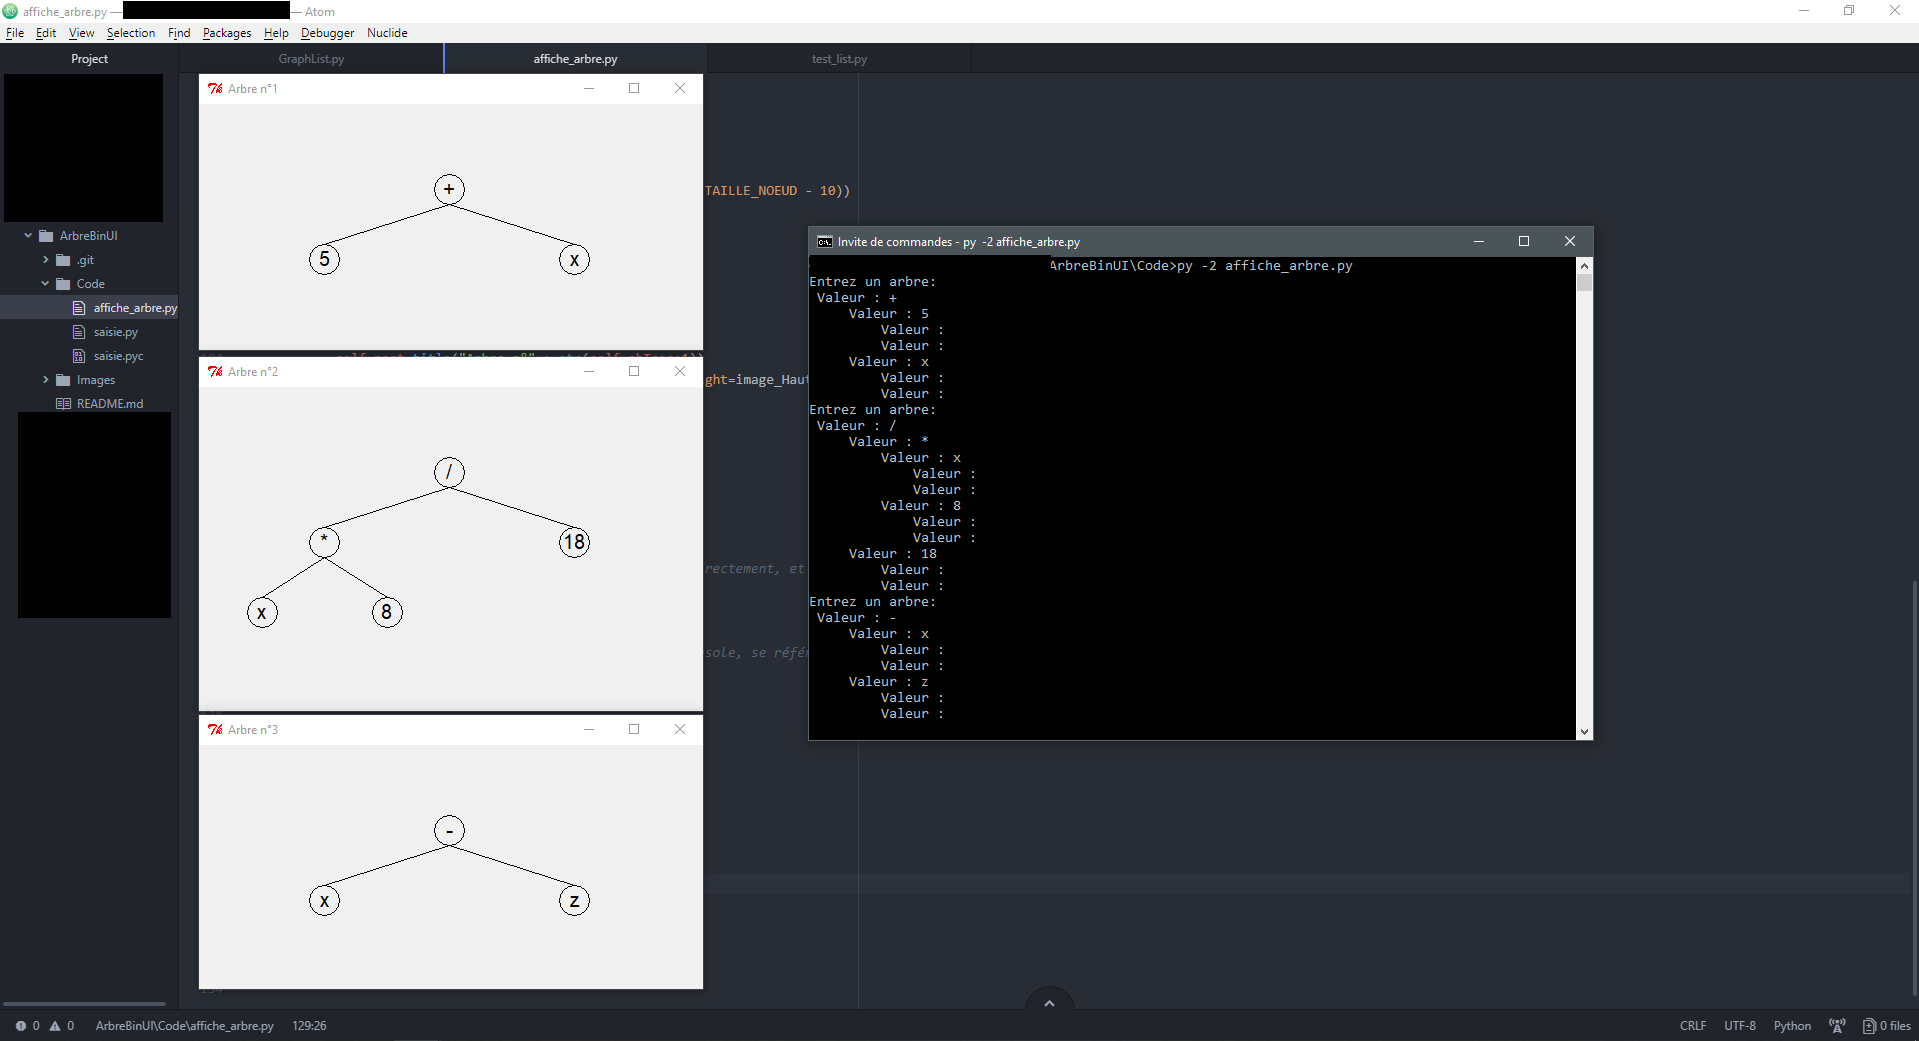 affiche_arbre.py —
— Atom
File Edit View Selection Find Packages Help Debugger Nuclide
Project
GraphList.py
affiche_arbre.py
test_list.py
ArbreBinUI
.git
Code
affiche_arbre.py
saisie.py
saisie.pyc
Images
README.md
Arbre n°1
+
5
x
TAILLE_NOEUD - 10))
Arbre n°2
ght=image_Haut
/
*
18
x
8
rectement, et
sole, se référ
Arbre n°3
-
x
z
Invite de commandes - py -2 affiche_arbre.py
ArbreBinUI\Code>py -2 affiche_arbre.py
Entrez un arbre:
Valeur : +
Valeur : 5
Valeur :
Valeur :
Valeur : x
Valeur :
Valeur :
Entrez un arbre:
Valeur : /
Valeur : *
Valeur : x
Valeur :
Valeur :
Valeur : 8
Valeur :
Valeur :
Valeur : 18
Valeur :
Valeur :
Entrez un arbre:
Valeur : -
Valeur : x
Valeur :
Valeur :
Valeur : z
Valeur :
Valeur :
0 0 ArbreBinUI\Code\affiche_arbre.py 129:26
CRLF UTF-8 Python 0 files